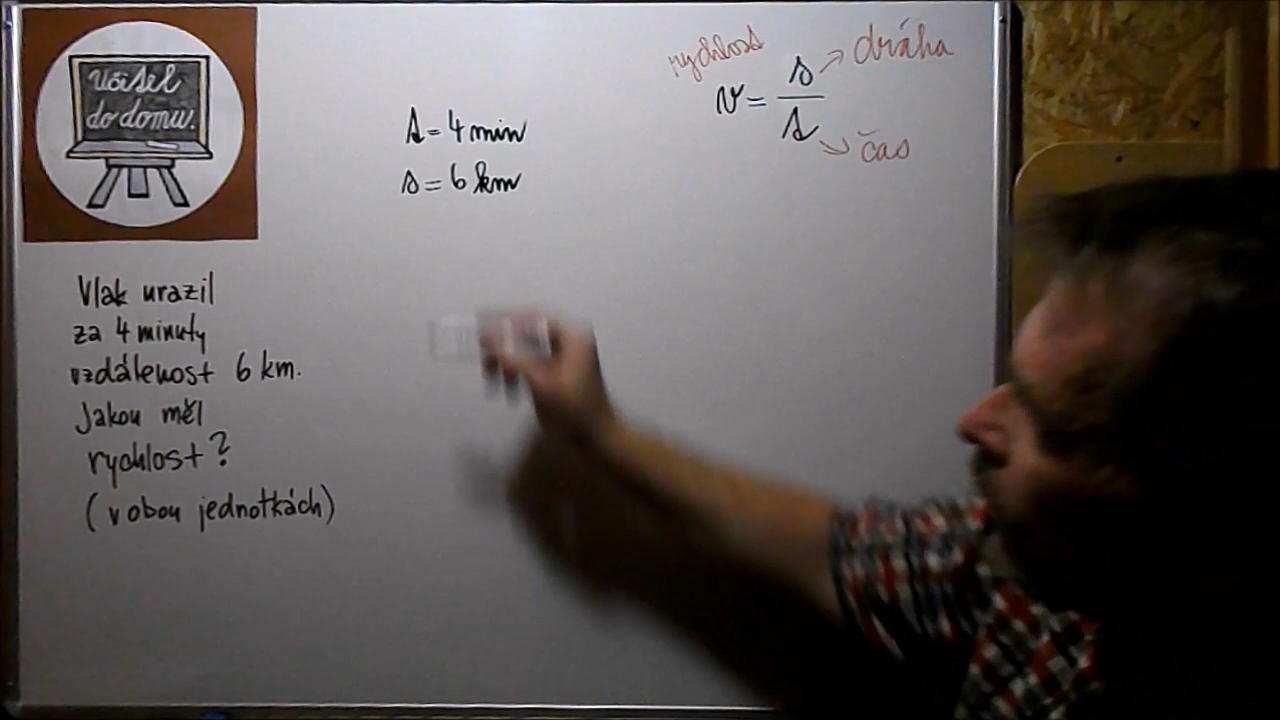 Učitel
do domu.
t = 4 min
s = 6 km
rychlost
v = s/t
dráha
čas
Vlak urazil
za 4 minuty
vzdálenost 6 km.
Jakou měl
rychlost?
(v obou jednotkách)